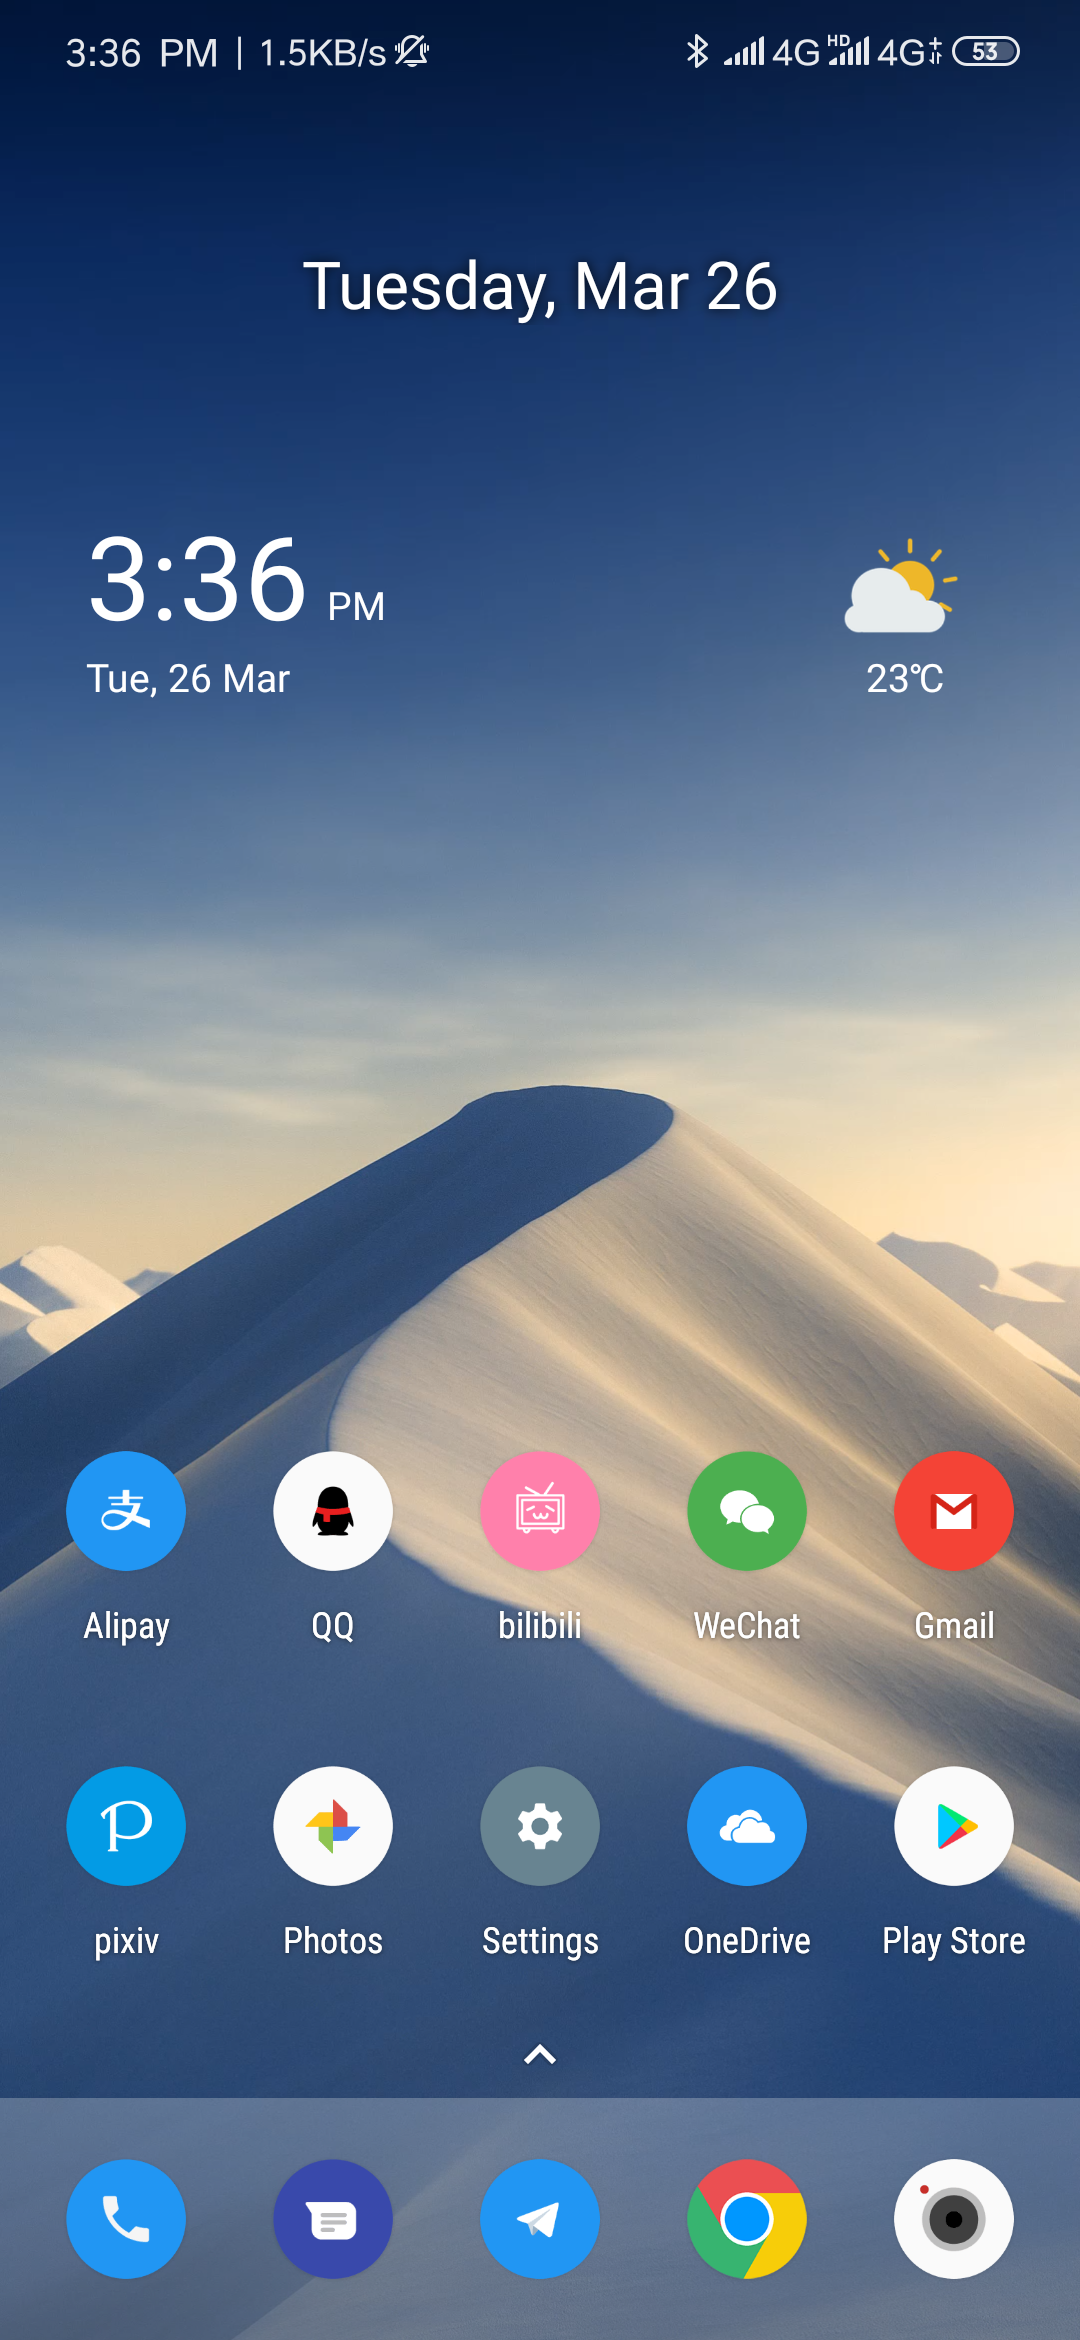 3:36 PM | 1.5KB/s 4G HD 4G+ 53
Tuesday, Mar 26
3:36 PM
Tue, 26 Mar
23℃
支
Alipay QQ bilibili WeChat Gmail
pixiv Photos Settings OneDrive Play Store